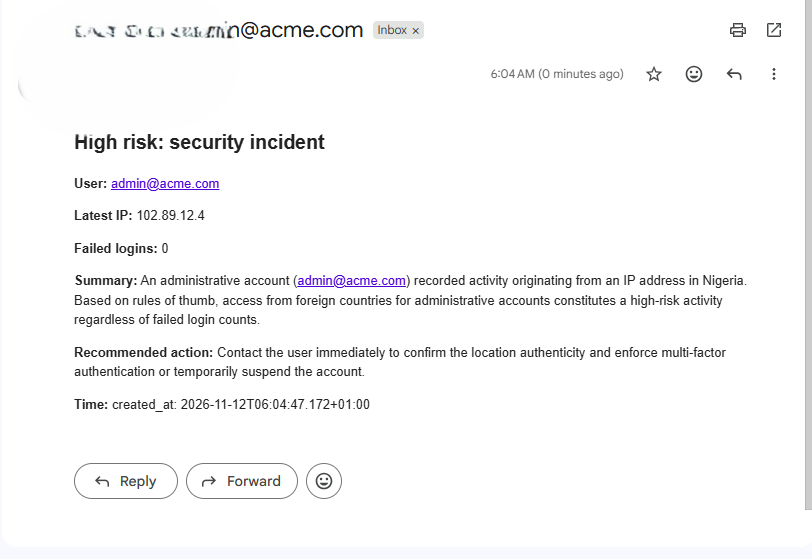 @acme.com Inbox ×
6:04 AM (0 minutes ago)
High risk: security incident
User: admin@acme.com
Latest IP: 102.89.12.4
Failed logins: 0
Summary: An administrative account (admin@acme.com) recorded activity originating from an IP address in Nigeria.
Based on rules of thumb, access from foreign countries for administrative accounts constitutes a high-risk activity
regardless of failed login counts.
Recommended action: Contact the user immediately to confirm the location authenticity and enforce multi-factor
authentication or temporarily suspend the account.
Time: created_at: 2026-11-12T06:04:47.172+01:00
Reply Forward